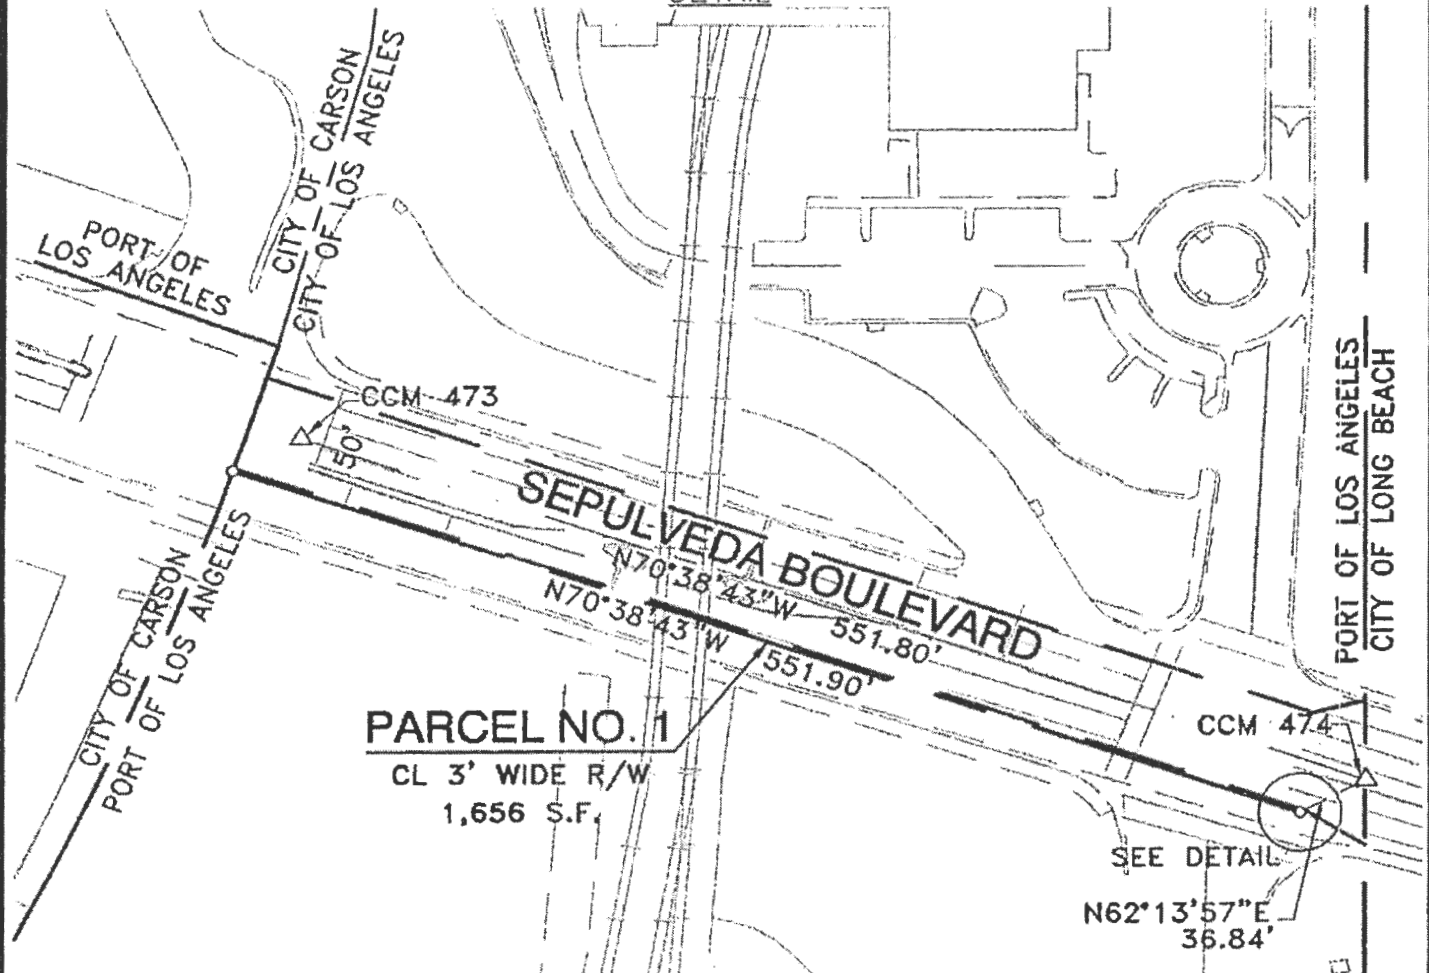 DETAIL
CITY OF CARSON
CITY OF LOS ANGELES
PORT OF
LOS ANGELES
CCM 473
50'
SEPULVEDA BOULEVARD
N70°38'43"W
551.80'
N70°38'43"W
551.90'
PORT OF LOS ANGELES
CITY OF LONG BEACH
CITY OF CARSON
PORT OF LOS ANGELES
PARCEL NO. 1
CL 3' WIDE R/W
1,656 S.F.
CCM 474
SEE DETAIL
N62°13'57"E
36.84'